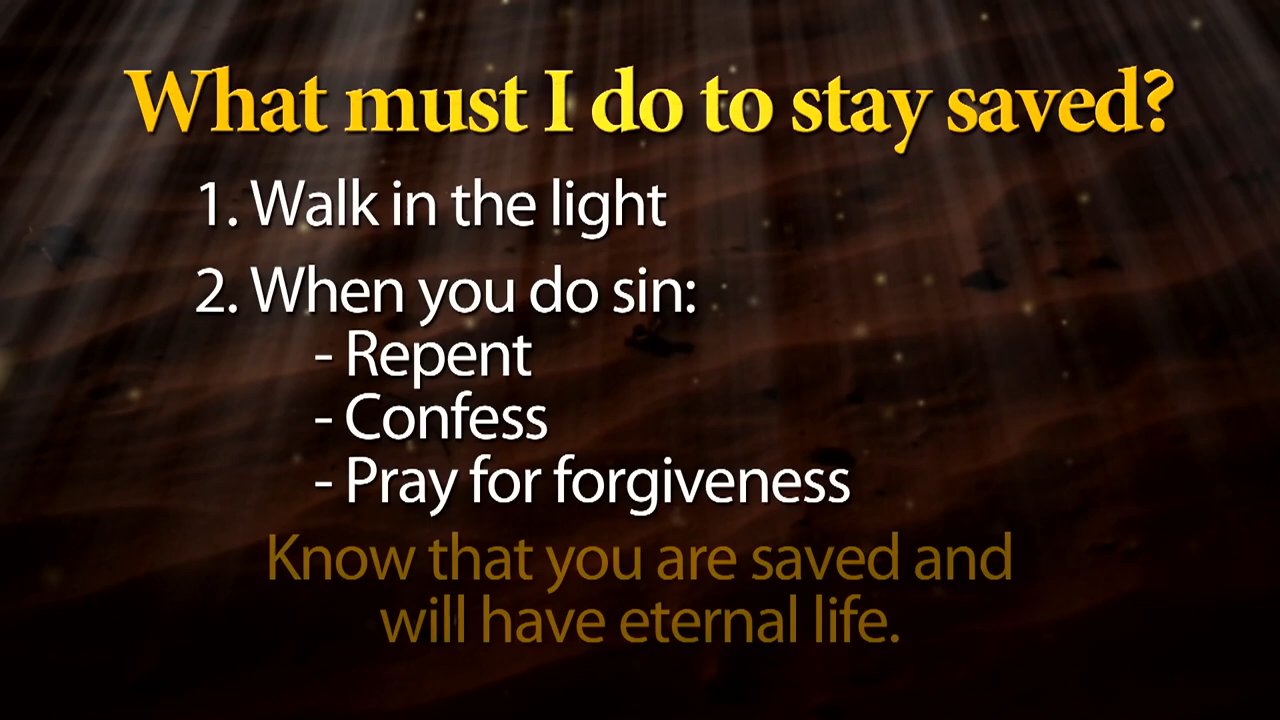 What must I do to stay saved?
1. Walk in the light
2. When you do sin:
- Repent
- Confess
- Pray for forgiveness
Know that you are saved and
will have eternal life.